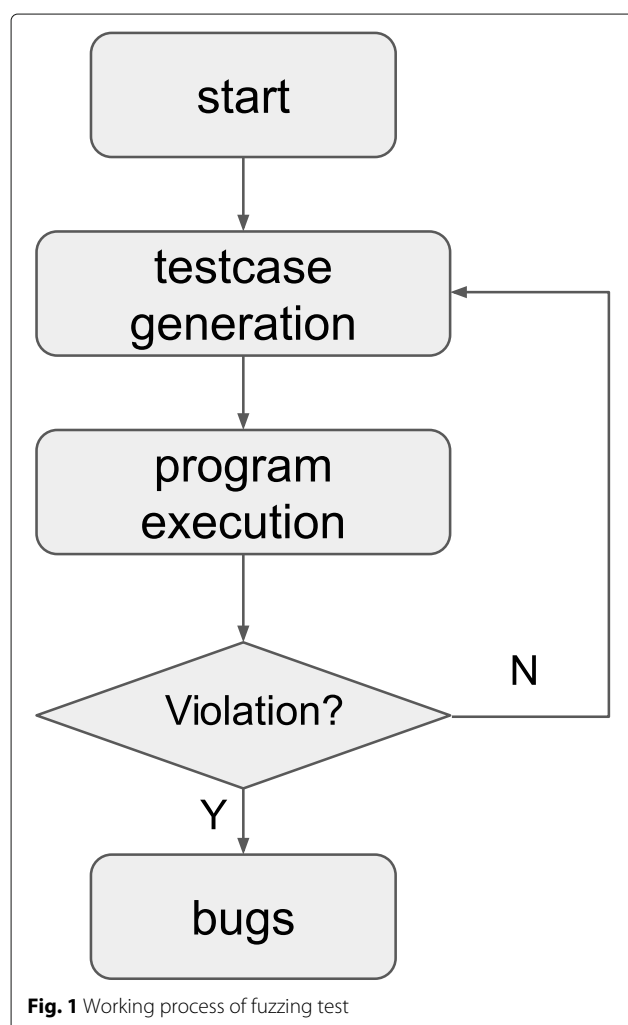 start
testcase
generation
program
execution
Violation?
N
Y
bugs
Fig. 1 Working process of fuzzing test